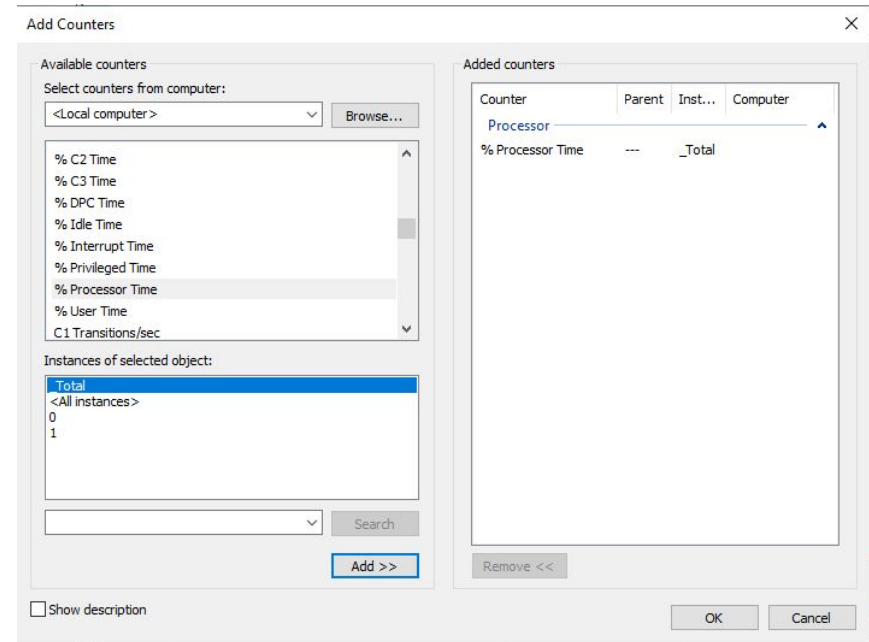 Add Counters
Available counters
Select counters from computer:
<Local computer>
Browse...
% C2 Time
% C3 Time
% DPC Time
% Idle Time
% Interrupt Time
% Privileged Time
% Processor Time
% User Time
C1 Transitions/sec
Instances of selected object:
_Total
<All instances>
0
1
Search
Add >>
Show description
Added counters
Counter Parent Inst... Computer
Processor
% Processor Time --- _Total
Remove <<
OK Cancel